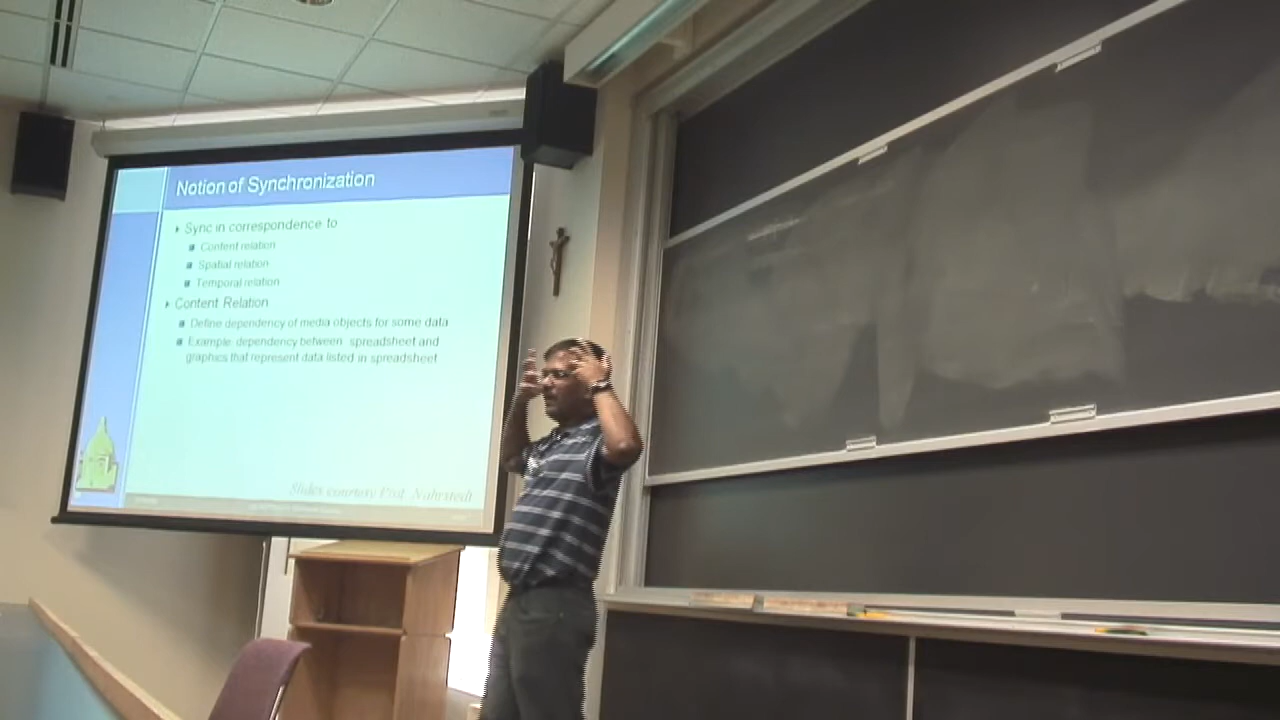 Notion of Synchronization
Sync in correspondence to
Content relation
Spatial relation
Temporal relation
Content Relation
Define dependency of media objects for some data
Example: dependency between spreadsheet and
graphics that represent data listed in spreadsheet
Slides courtesy Prof. Nahrstedt